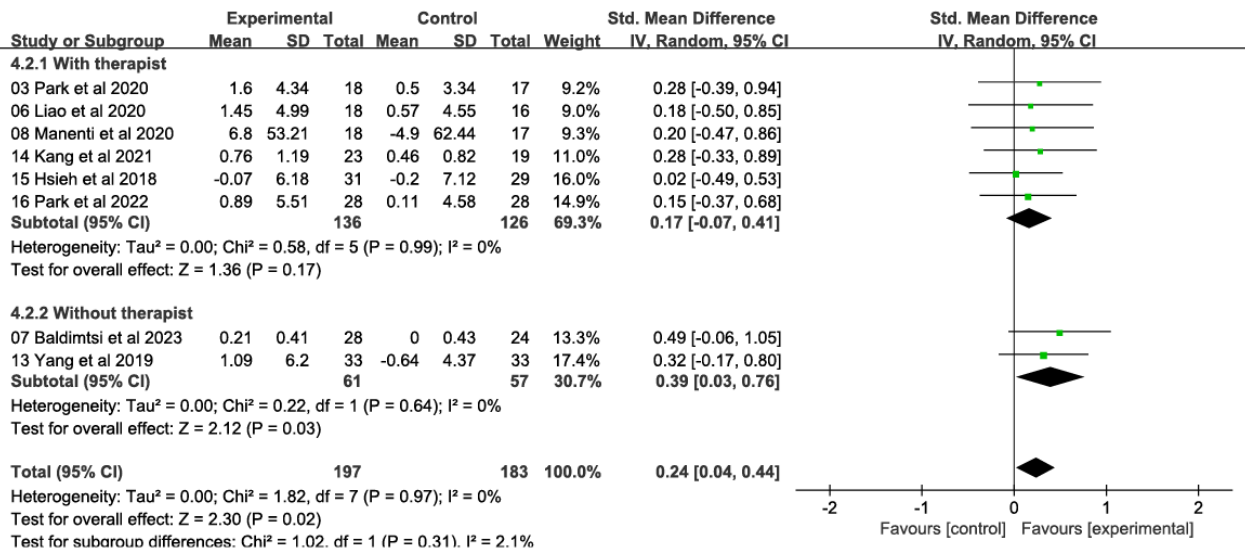 Experimental Control Std. Mean Difference Std. Mean Difference
Study or Subgroup Mean SD Total Mean SD Total Weight IV, Random, 95% CI IV, Random, 95% CI
4.2.1 With therapist
03 Park et al 2020 1.6 4.34 18 0.5 3.34 17 9.2% 0.28 [-0.39, 0.94]
06 Liao et al 2020 1.45 4.99 18 0.57 4.55 16 9.0% 0.18 [-0.50, 0.85]
08 Manenti et al 2020 6.8 53.21 18 -4.9 62.44 17 9.3% 0.20 [-0.47, 0.86]
14 Kang et al 2021 0.76 1.19 23 0.46 0.82 19 11.0% 0.28 [-0.33, 0.89]
15 Hsieh et al 2018 -0.07 6.18 31 -0.2 7.12 29 16.0% 0.02 [-0.49, 0.53]
16 Park et al 2022 0.89 5.51 28 0.11 4.58 28 14.9% 0.15 [-0.37, 0.68]
Subtotal (95% CI) 136 126 69.3% 0.17 [-0.07, 0.41]
Heterogeneity: Tau² = 0.00; Chi² = 0.58, df = 5 (P = 0.99); I² = 0%
Test for overall effect: Z = 1.36 (P = 0.17)
4.2.2 Without therapist
07 Baldimtsi et al 2023 0.21 0.41 28 0 0.43 24 13.3% 0.49 [-0.06, 1.05]
13 Yang et al 2019 1.09 6.2 33 -0.64 4.37 33 17.4% 0.32 [-0.17, 0.80]
Subtotal (95% CI) 61 57 30.7% 0.39 [0.03, 0.76]
Heterogeneity: Tau² = 0.00; Chi² = 0.22, df = 1 (P = 0.64); I² = 0%
Test for overall effect: Z = 2.12 (P = 0.03)
Total (95% CI) 197 183 100.0% 0.24 [0.04, 0.44]
Heterogeneity: Tau² = 0.00; Chi² = 1.82, df = 7 (P = 0.97); I² = 0%
Test for overall effect: Z = 2.30 (P = 0.02)
Test for subgroup differences: Chi² = 1.02, df = 1 (P = 0.31), I² = 2.1%
-2 -1 0 1 2
Favours [control] Favours [experimental]